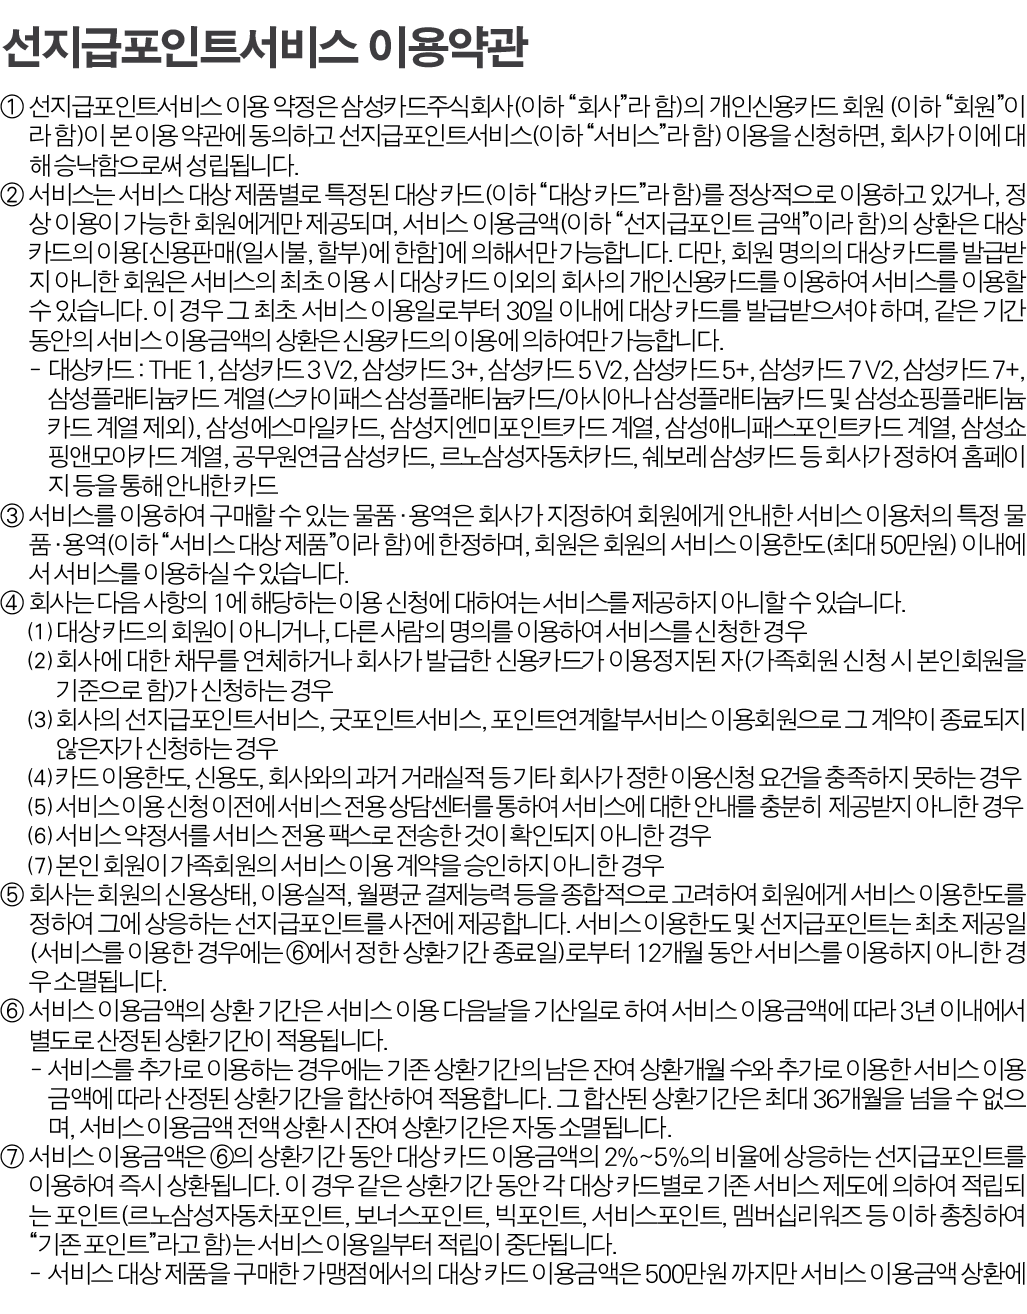 선지급포인트서비스 이용약관
① 선지급포인트서비스 이용 약정은 삼성카드주식회사(이하 “회사”라 함)의 개인신용카드 회원 (이하 “회원”이
라 함)이 본 이용 약관에 동의하고 선지급포인트서비스(이하 “서비스”라 함) 이용을 신청하면, 회사가 이에 대
해 승낙함으로써 성립됩니다.
② 서비스는 서비스 대상 제품별로 특정된 대상 카드(이하 “대상 카드”라 함)를 정상적으로 이용하고 있거나, 정
상 이용이 가능한 회원에게만 제공되며, 서비스 이용금액(이하 “선지급포인트 금액”이라 함)의 상환은 대상
카드의 이용[신용판매(일시불, 할부)에 한함]에 의해서만 가능합니다. 다만, 회원 명의의 대상 카드를 발급받
지 아니한 회원은 서비스의 최초 이용 시 대상 카드 이외의 회사의 개인신용카드를 이용하여 서비스를 이용할
수 있습니다. 이 경우 그 최초 서비스 이용일로부터 30일 이내에 대상 카드를 발급받으셔야 하며, 같은 기간
동안의 서비스 이용금액의 상환은 신용카드의 이용에 의하여만 가능합니다.
- 대상카드 : THE 1, 삼성카드 3 V2, 삼성카드 3+, 삼성카드 5 V2, 삼성카드 5+, 삼성카드 7 V2, 삼성카드 7+,
삼성플래티늄카드 계열(스카이패스 삼성플래티늄카드/아시아나 삼성플래티늄카드 및 삼성쇼핑플래티늄
카드 계열 제외), 삼성에스마일카드, 삼성지엔미포인트카드 계열, 삼성애니패스포인트카드 계열, 삼성쇼
핑앤모아카드 계열, 공무원연금 삼성카드, 르노삼성자동차카드, 쉐보레 삼성카드 등 회사가 정하여 홈페이
지 등을 통해 안내한 카드
③ 서비스를 이용하여 구매할 수 있는 물품·용역은 회사가 지정하여 회원에게 안내한 서비스 이용처의 특정 물
품·용역(이하 “서비스 대상 제품”이라 함)에 한정하며, 회원은 회원의 서비스 이용한도(최대 50만원) 이내에
서 서비스를 이용하실 수 있습니다.
④ 회사는 다음 사항의 1에 해당하는 이용 신청에 대하여는 서비스를 제공하지 아니할 수 있습니다.
(1) 대상 카드의 회원이 아니거나, 다른 사람의 명의를 이용하여 서비스를 신청한 경우
(2) 회사에 대한 채무를 연체하거나 회사가 발급한 신용카드가 이용정지된 자(가족회원 신청 시 본인회원을
기준으로 함)가 신청하는 경우
(3) 회사의 선지급포인트서비스, 굿포인트서비스, 포인트연계할부서비스 이용회원으로 그 계약이 종료되지
않은자가 신청하는 경우
(4) 카드 이용한도, 신용도, 회사와의 과거 거래실적 등 기타 회사가 정한 이용신청 요건을 충족하지 못하는 경우
(5) 서비스 이용 신청 이전에 서비스 전용 상담센터를 통하여 서비스에 대한 안내를 충분히 제공받지 아니한 경우
(6) 서비스 약정서를 서비스 전용 팩스로 전송한 것이 확인되지 아니한 경우
(7) 본인 회원이 가족회원의 서비스 이용 계약을 승인하지 아니한 경우
⑤ 회사는 회원의 신용상태, 이용실적, 월평균 결제능력 등을 종합적으로 고려하여 회원에게 서비스 이용한도를
정하여 그에 상응하는 선지급포인트를 사전에 제공합니다. 서비스 이용한도 및 선지급포인트는 최초 제공일
(서비스를 이용한 경우에는 ⑥에서 정한 상환기간 종료일)로부터 12개월 동안 서비스를 이용하지 아니한 경
우 소멸됩니다.
⑥ 서비스 이용금액의 상환 기간은 서비스 이용 다음날을 기산일로 하여 서비스 이용금액에 따라 3년 이내에서
별도로 산정된 상환기간이 적용됩니다.
- 서비스를 추가로 이용하는 경우에는 기존 상환기간의 남은 잔여 상환개월 수와 추가로 이용한 서비스 이용
금액에 따라 산정된 상환기간을 합산하여 적용합니다. 그 합산된 상환기간은 최대 36개월을 넘을 수 없으
며, 서비스 이용금액 전액 상환 시 잔여 상환기간은 자동 소멸됩니다.
⑦ 서비스 이용금액은 ⑥의 상환기간 동안 대상 카드 이용금액의 2%~5%의 비율에 상응하는 선지급포인트를
이용하여 즉시 상환됩니다. 이 경우 같은 상환기간 동안 각 대상 카드별로 기존 서비스 제도에 의하여 적립되
는 포인트(르노삼성자동차포인트, 보너스포인트, 빅포인트, 서비스포인트, 멤버십리워즈 등 이하 총칭하여
“기존 포인트”라고 함)는 서비스 이용일부터 적립이 중단됩니다.
- 서비스 대상 제품을 구매한 가맹점에서의 대상 카드 이용금액은 500만원 까지만 서비스 이용금액 상환에